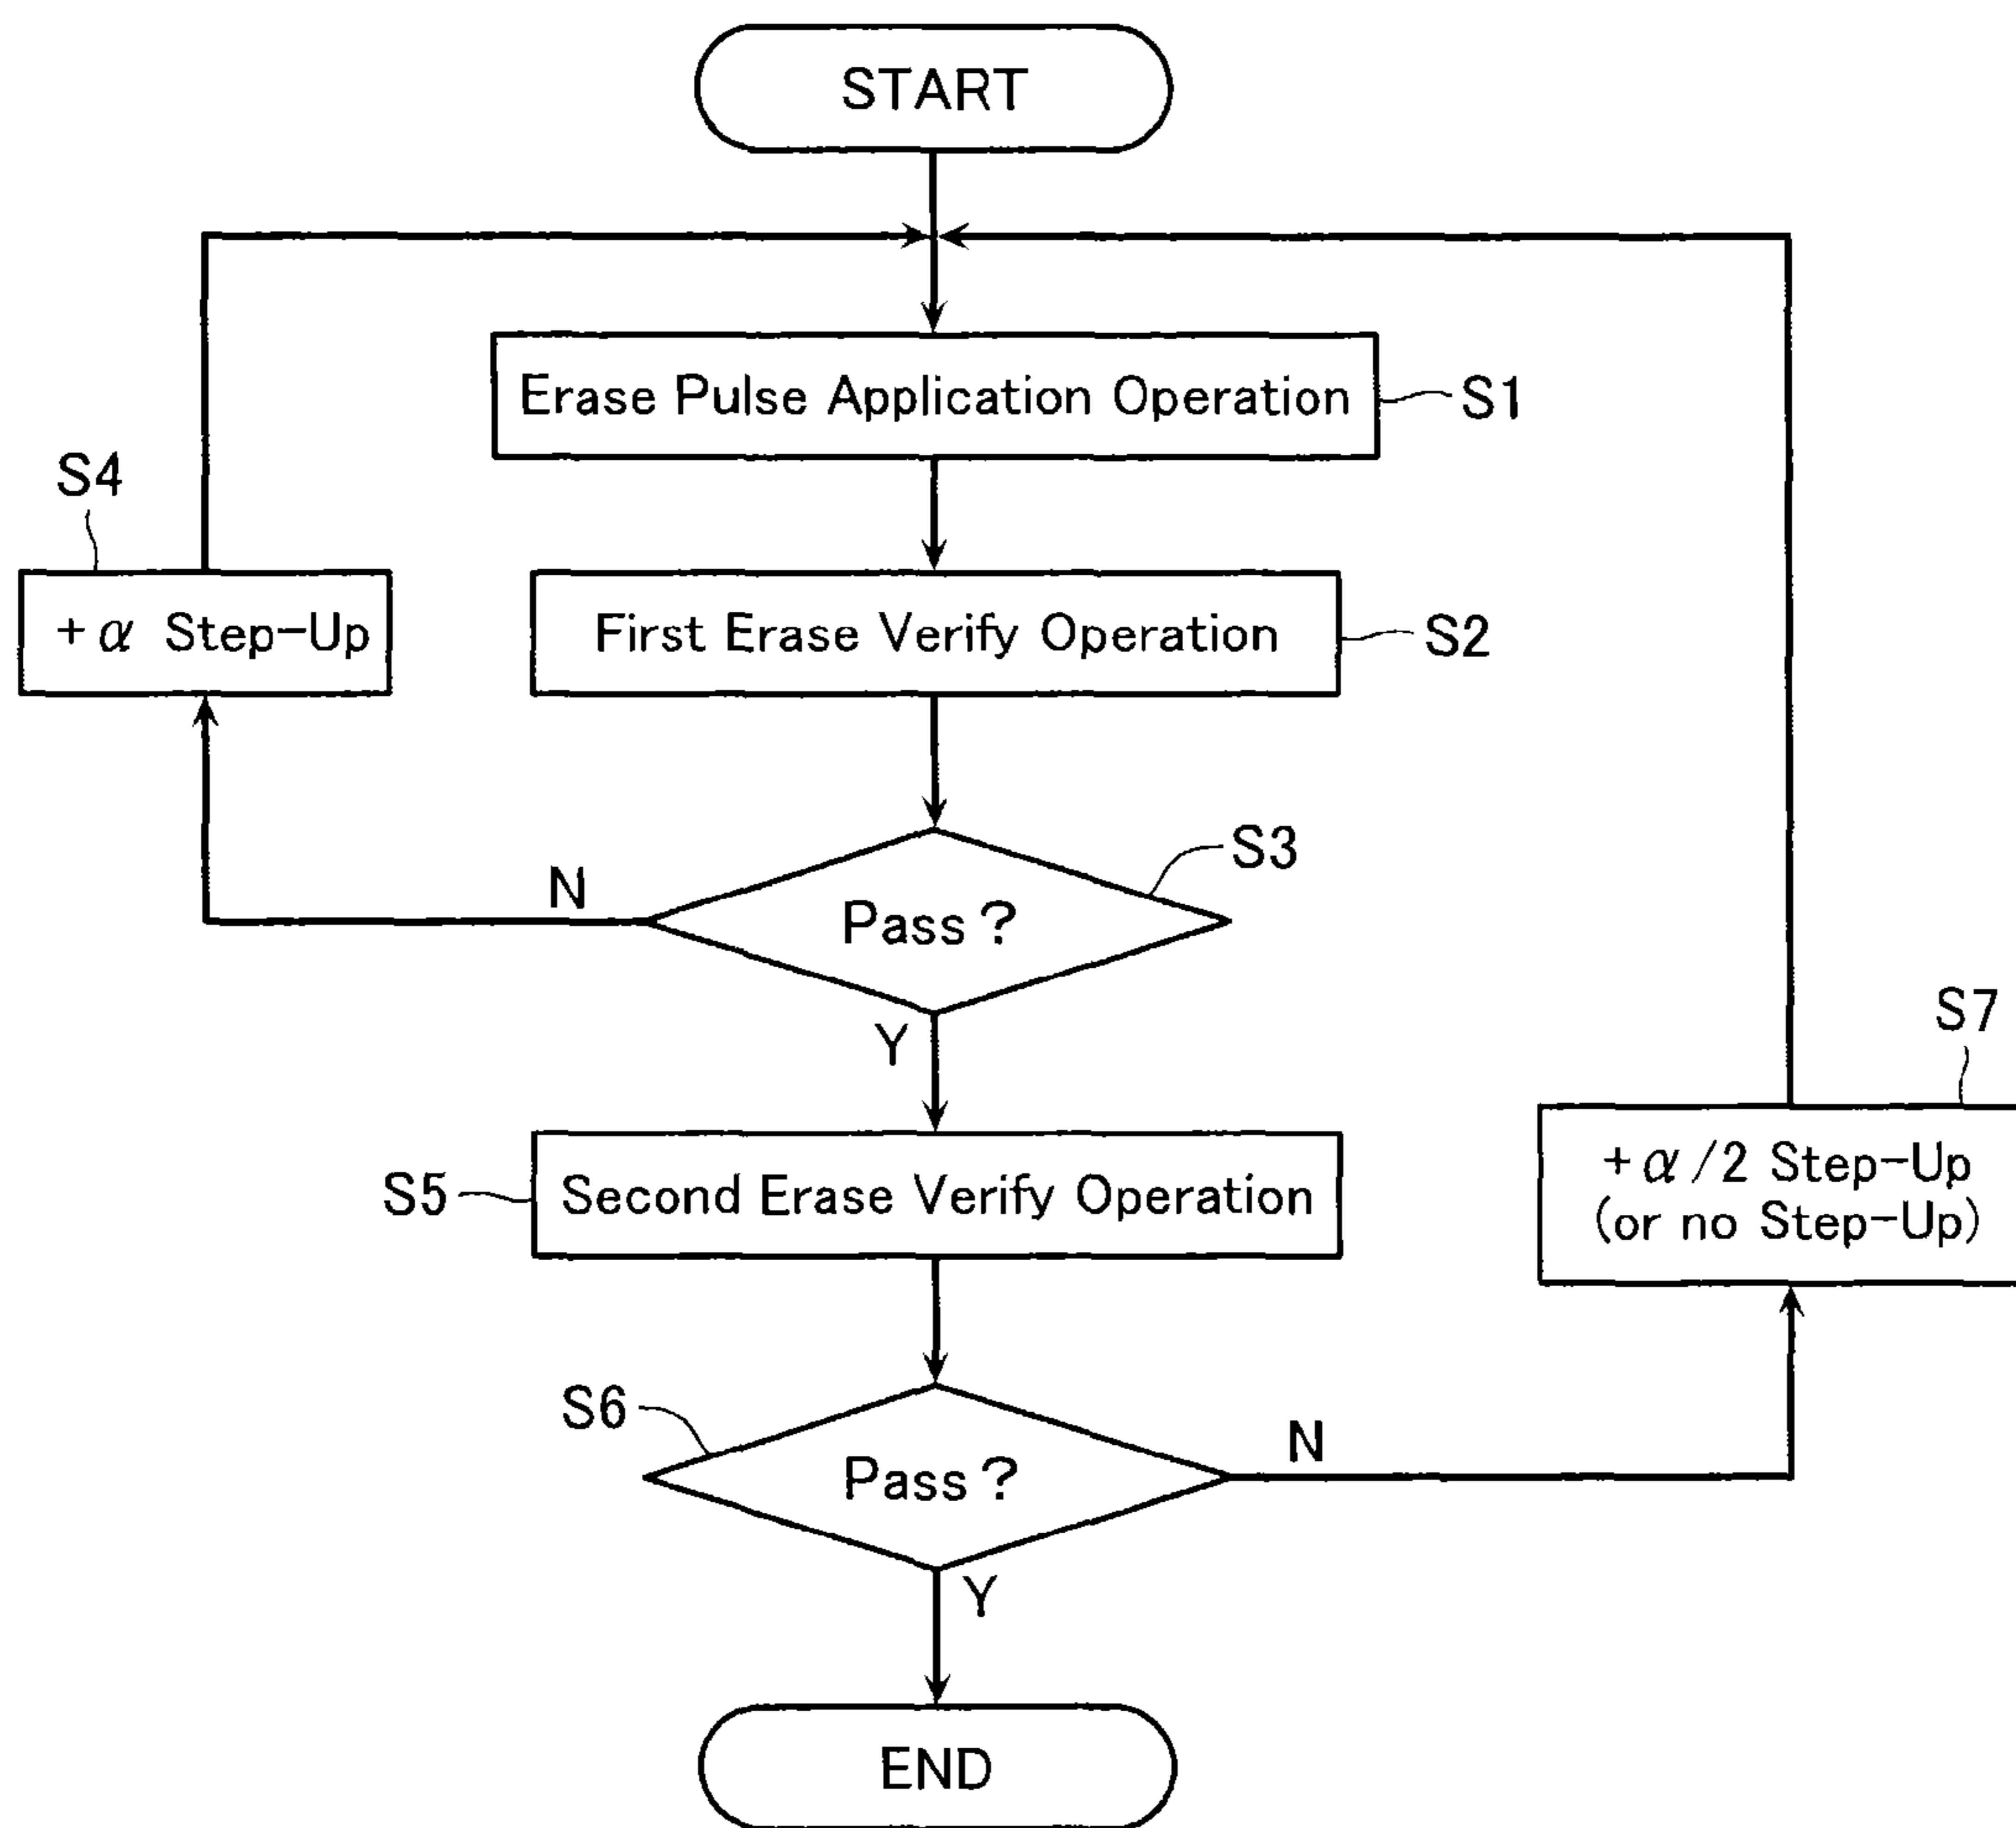 START
Erase Pulse Application Operation
S1
S4
+α Step-Up
First Erase Verify Operation
S2
S3
N
Pass?
Y
S7
S5
Second Erase Verify Operation
+α/2 Step-Up
(or no Step-Up)
S6
N
Pass?
Y
END